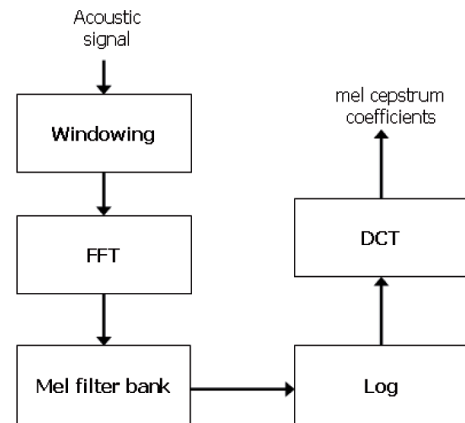 Acoustic
signal
Windowing
FFT
Mel filter bank
Log
DCT
mel cepstrum
coefficients